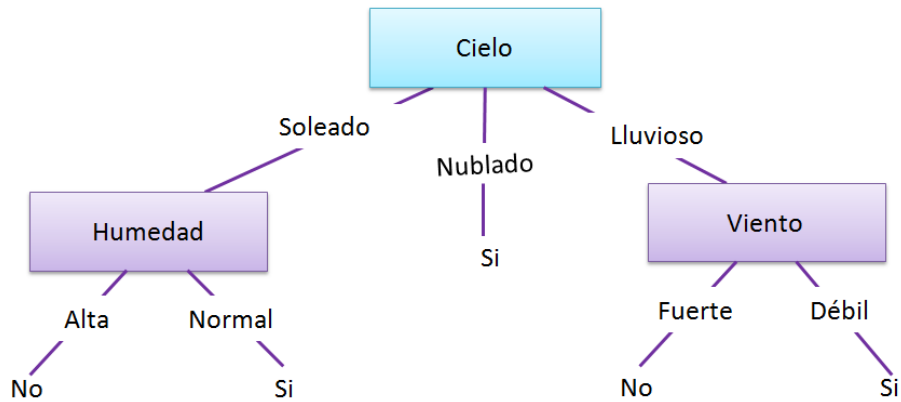 Cielo
Soleado
Nublado
Lluvioso
Humedad
Viento
Si
Alta
Normal
Fuerte
Débil
No
Si
No
Si